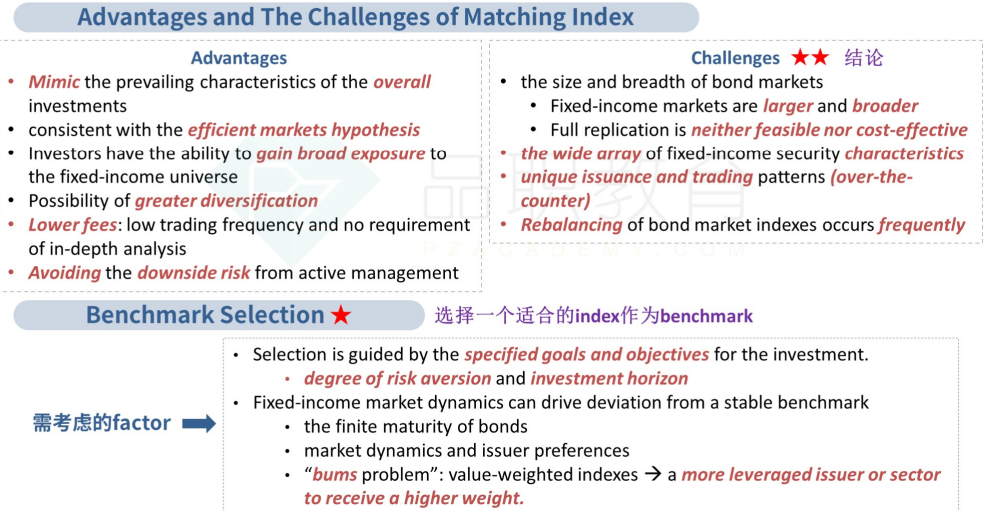 Advantages and The Challenges of Matching Index
Advantages
• Mimic the prevailing characteristics of the overall
investments
• consistent with the efficient markets hypothesis
• Investors have the ability to gain broad exposure to
the fixed-income universe
• Possibility of greater diversification
• Lower fees: low trading frequency and no requirement
of in-depth analysis
• Avoiding the downside risk from active management
Challenges ★★ 结论
• the size and breadth of bond markets
• Fixed-income markets are larger and broader
• Full replication is neither feasible nor cost-effective
• the wide array of fixed-income security characteristics
• unique issuance and trading patterns (over-the-
counter)
• Rebalancing of bond market indexes occurs frequently
品职教育
PZACADEMY.COM
Benchmark Selection ★ 选择一个适合的index作为benchmark
需考虑的factor
• Selection is guided by the specified goals and objectives for the investment.
• degree of risk aversion and investment horizon
• Fixed-income market dynamics can drive deviation from a stable benchmark
• the finite maturity of bonds
• market dynamics and issuer preferences
• “bums problem”: value-weighted indexes → a more leveraged issuer or sector
to receive a higher weight.